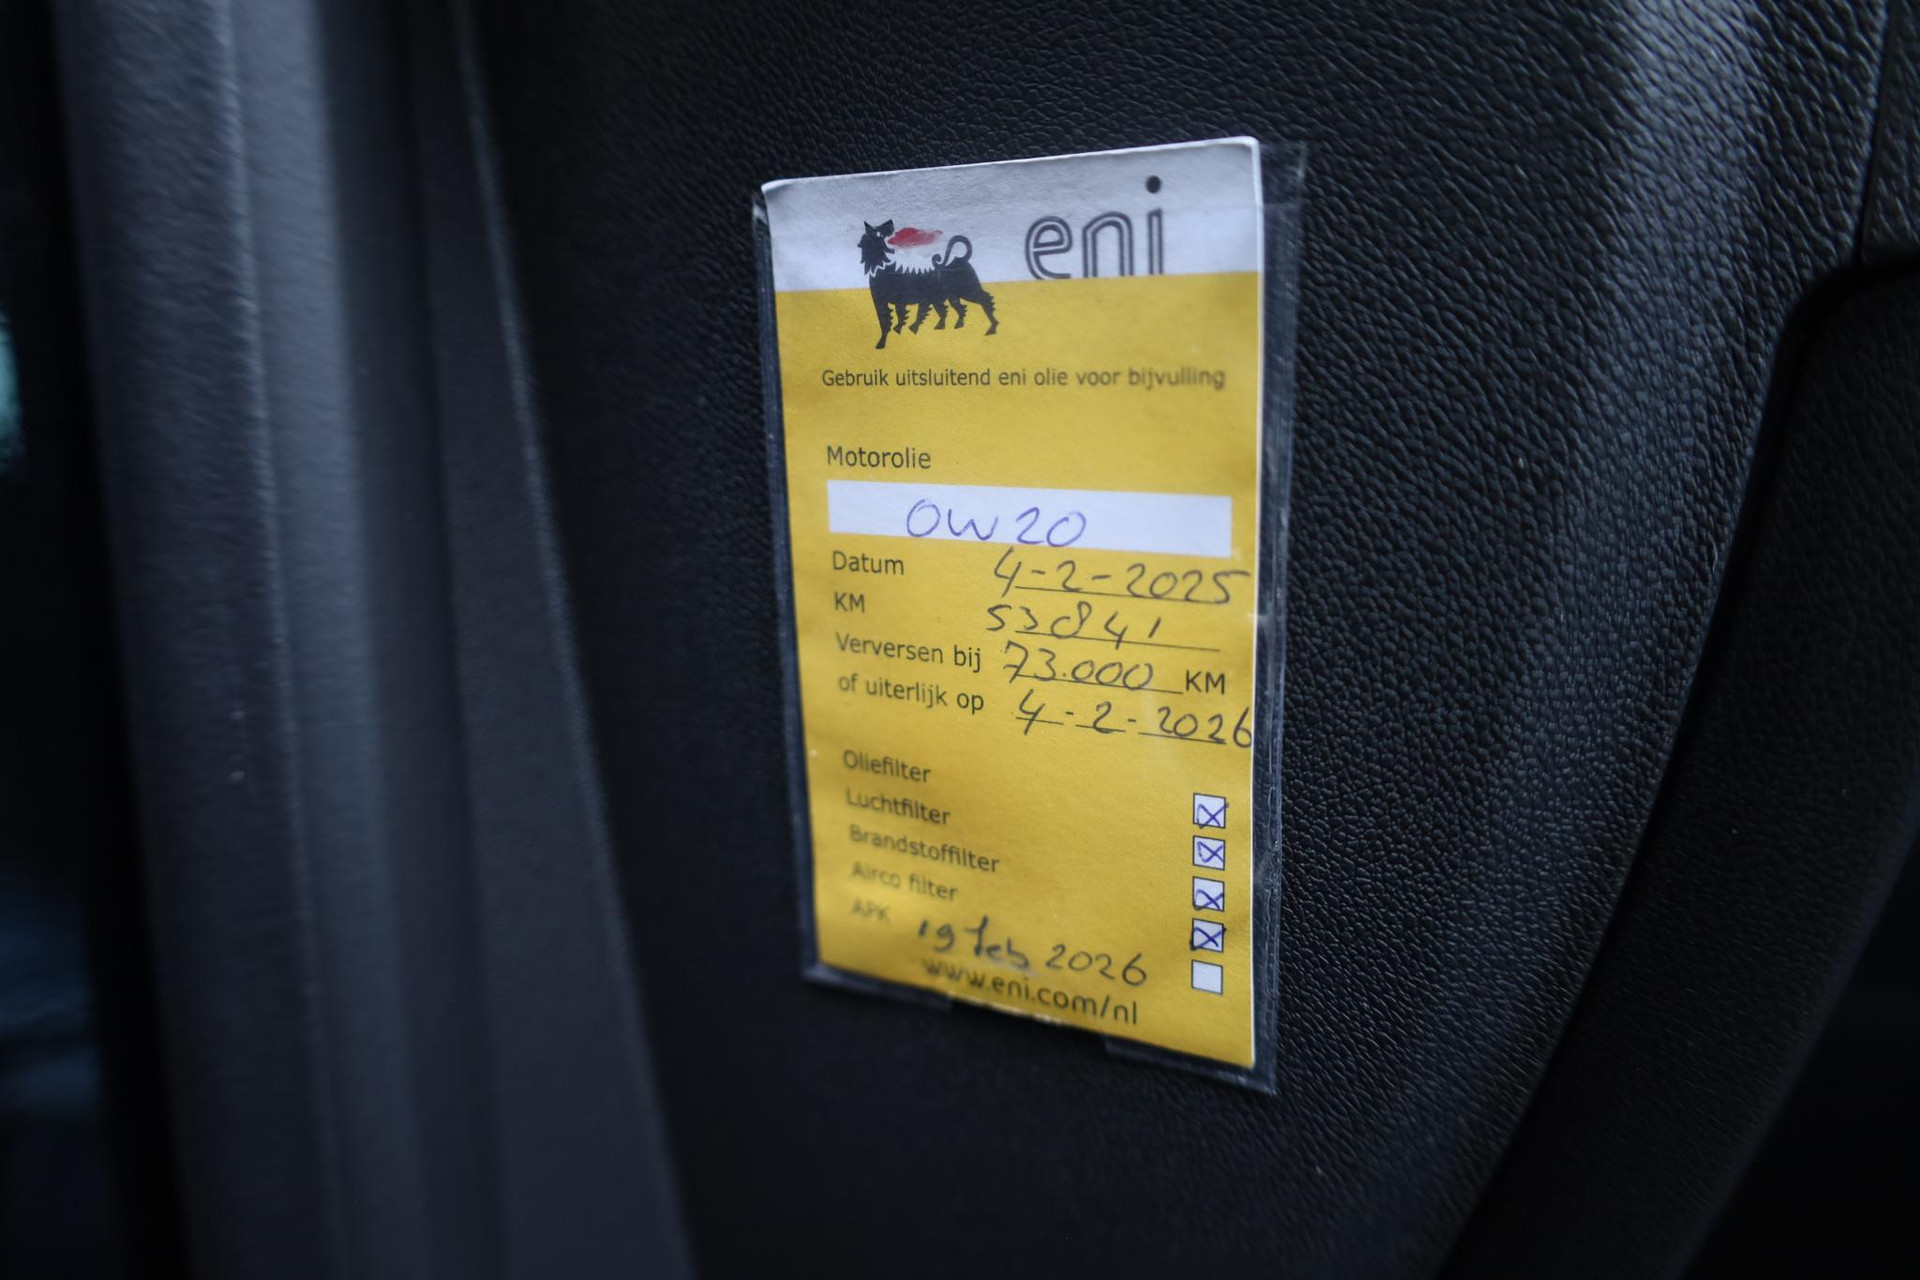 eni
Gebruik uitsluitend eni olie voor bijvulling
Motorolie
0W20
Datum 4-2-2025
KM 53841
Verversen bij 73.000 KM
of uiterlijk op 4-2-2026
Oliefilter
Luchtfilter
Brandstoffilter
Airco filter
APK 19 feb 2026
www.eni.com/nl